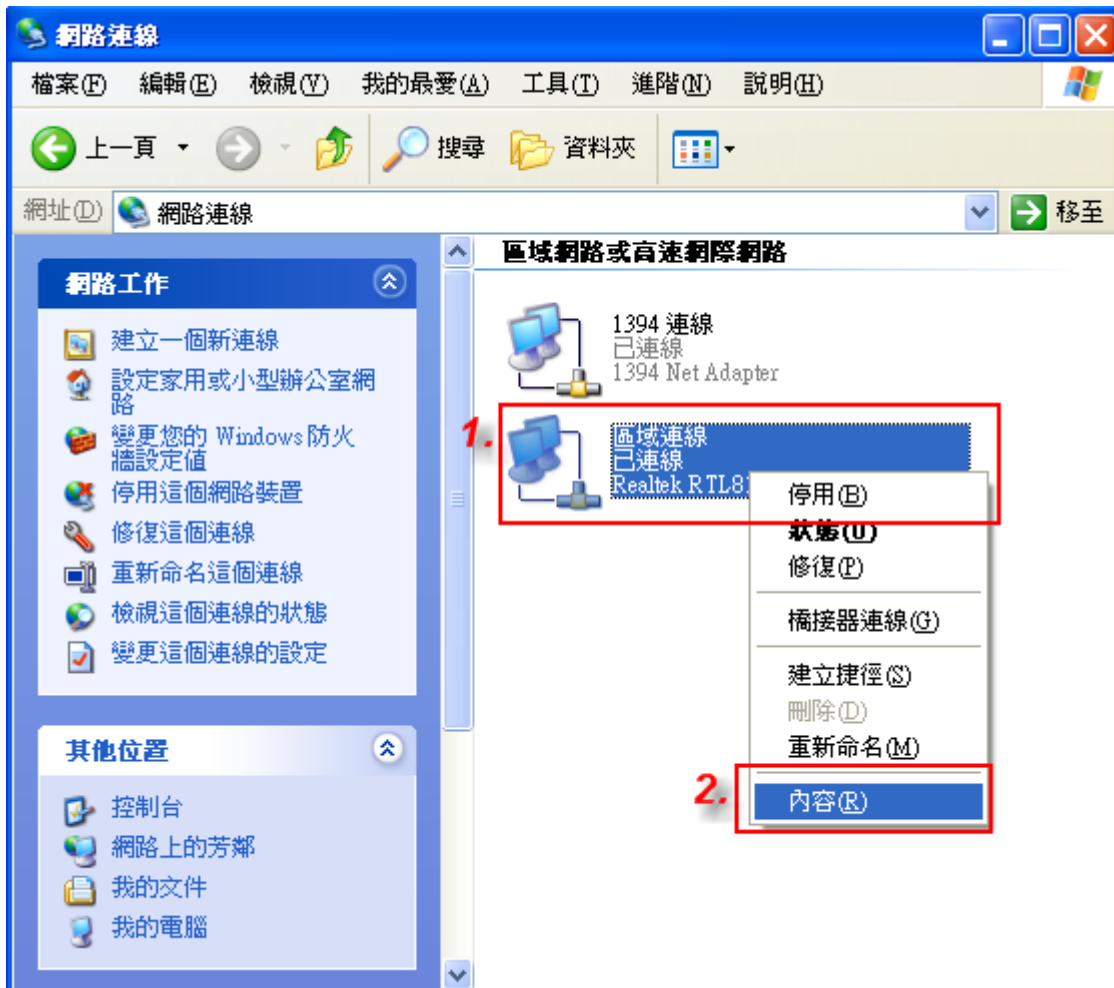 網路連線
檔案(F) 編輯(E) 檢視(V) 我的最愛(A) 工具(T) 進階(N) 說明(H)
上一頁 搜尋 資料夾
網址(D) 網路連線 移至
網路工作
建立一個新連線
設定家用或小型辦公室網
路
變更您的 Windows 防火
牆設定值
停用這個網路裝置
修復這個連線
重新命名這個連線
檢視這個連線的狀態
變更這個連線的設定
其他位置
控制台
網路上的芳鄰
我的文件
我的電腦
區域網路或高速網際網路
1394 連線
已連線
1394 Net Adapter
1.
區域連線
已連線
Realtek RTL81
停用(B)
狀態(U)
修復(P)
橋接器連線(G)
建立捷徑(S)
刪除(D)
重新命名(M)
2.
內容(R)